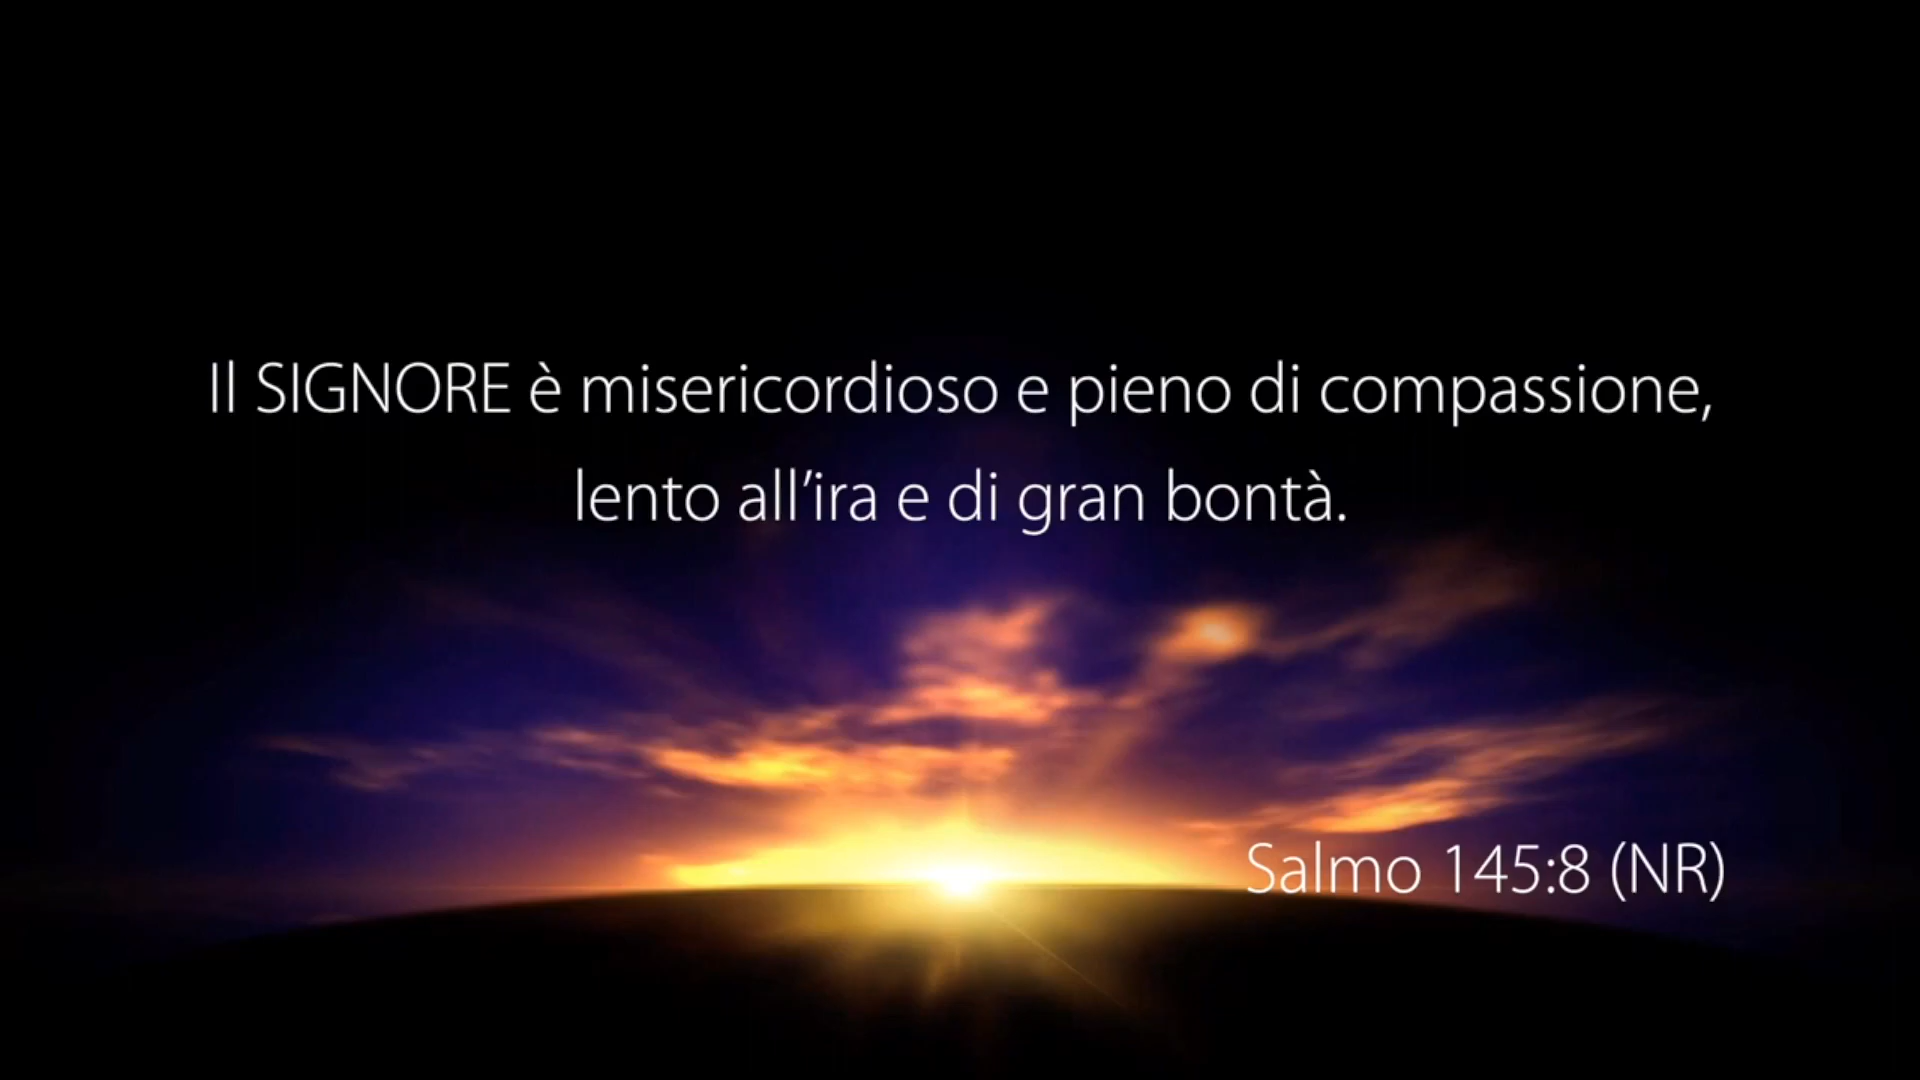 Il SIGNORE è misericordioso e pieno di compassione,
lento all’ira e di gran bontà.
Salmo 145:8 (NR)